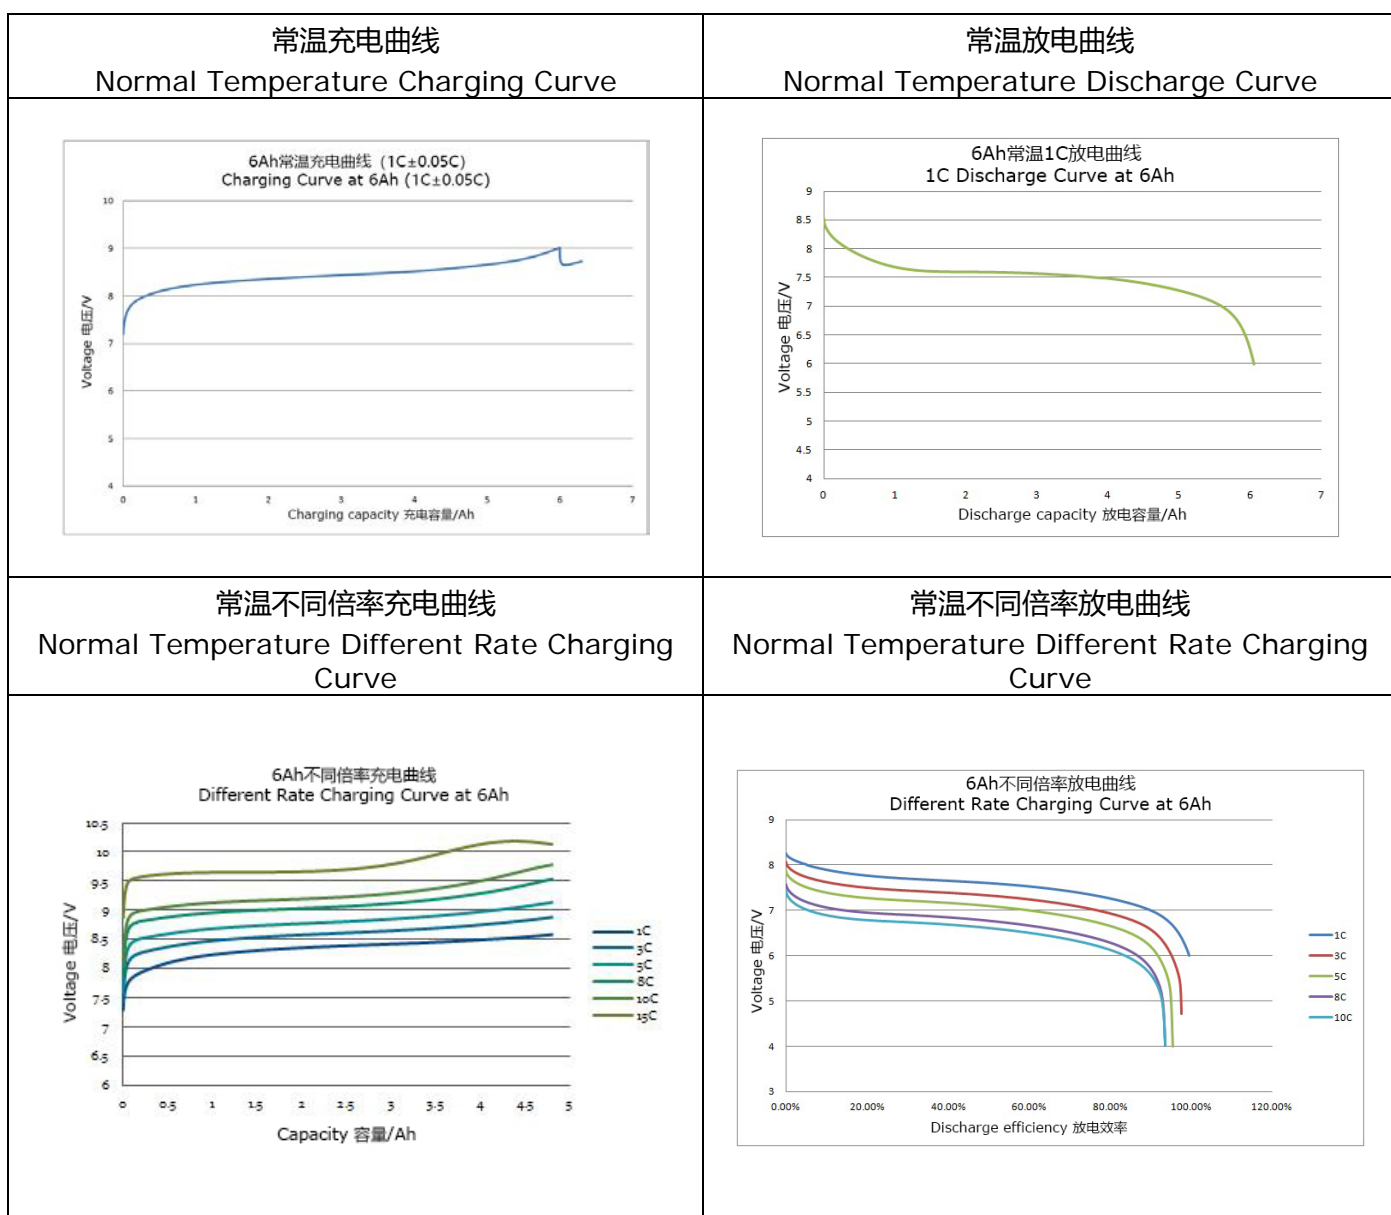 常温充电曲线
Normal Temperature Charging Curve
常温放电曲线
Normal Temperature Discharge Curve
6Ah常温充电曲线 (1C±0.05C)
Charging Curve at 6Ah (1C±0.05C)
10
9
8
7
6
5
4
Voltage 电压/V
0 1 2 3 4 5 6 7
Charging capacity 充电容量/Ah
6Ah常温1C放电曲线
1C Discharge Curve at 6Ah
9
8.5
8
7.5
7
6.5
6
5.5
5
4.5
4
Voltage 电压/V
0 1 2 3 4 5 6 7
Discharge capacity 放电容量/Ah
常温不同倍率充电曲线
Normal Temperature Different Rate Charging
Curve
常温不同倍率放电曲线
Normal Temperature Different Rate Charging
Curve
6Ah不同倍率充电曲线
Different Rate Charging Curve at 6Ah
10.5
10
9.5
9
8.5
8
7.5
7
6.5
6
Voltage 电压/V
0 0.5 1 1.5 2 2.5 3 3.5 4 4.5 5
Capacity 容量/Ah
1C
3C
5C
8C
10C
15C
6Ah不同倍率放电曲线
Different Rate Charging Curve at 6Ah
9
8
7
6
5
4
3
Voltage 电压/V
0.00% 20.00% 40.00% 60.00% 80.00% 100.00% 120.00%
Discharge efficiency 放电效率
1C
3C
5C
8C
10C